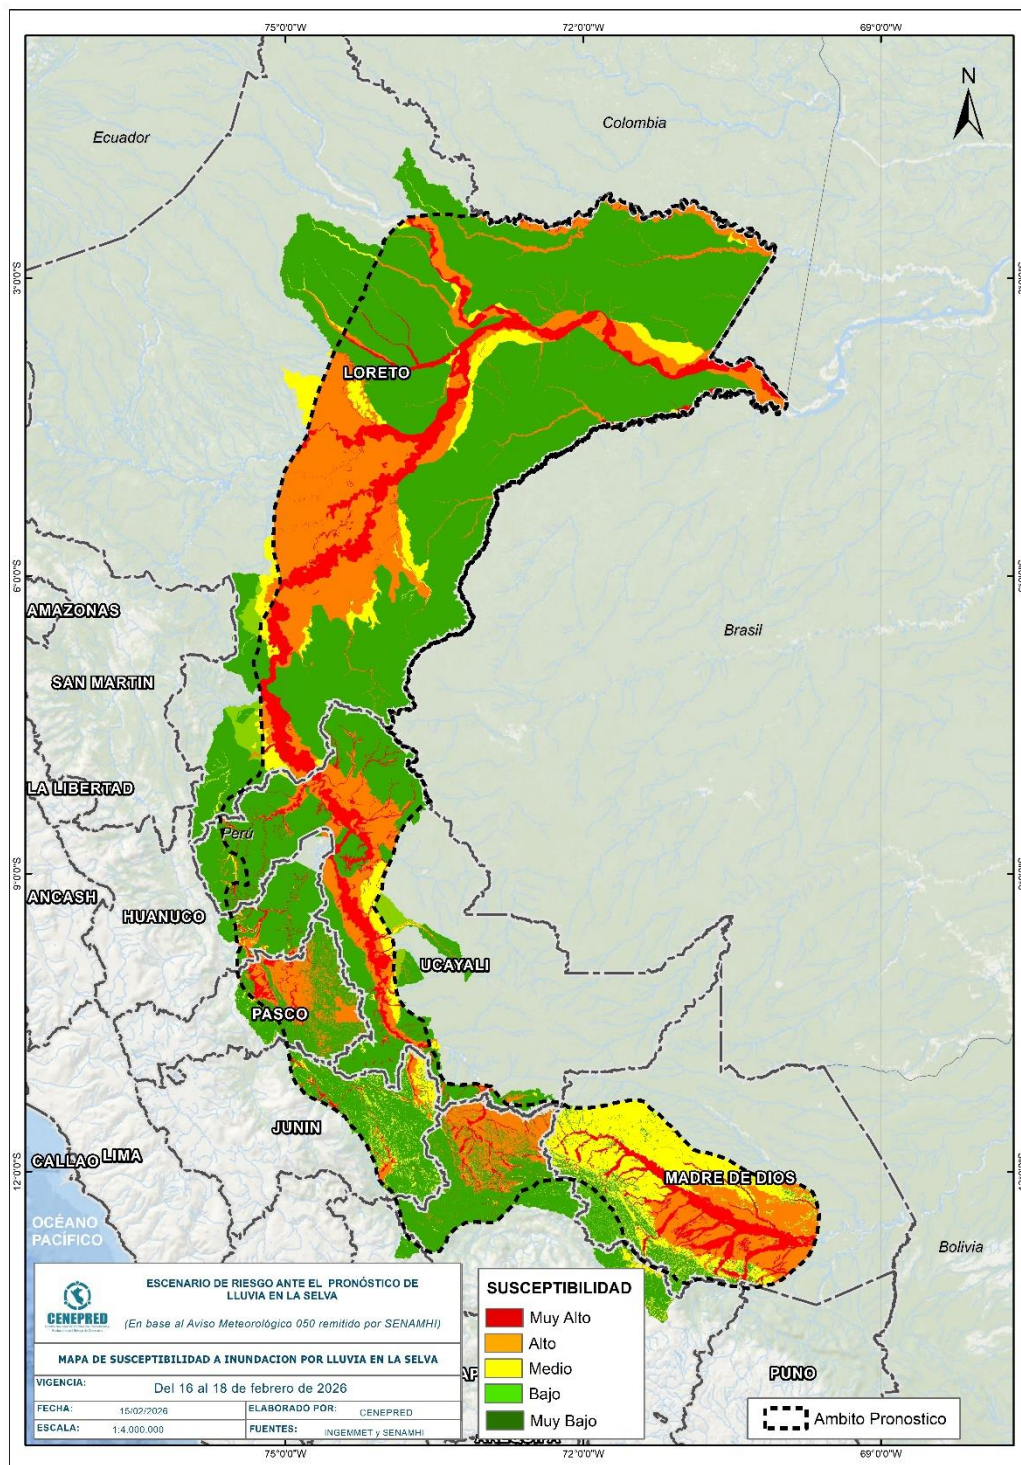 75°0'0"W 72°0'0"W 69°0'0"W
N
Ecuador
Colombia
3°0'0"S
LORETO
6°0'0"S
AMAZONAS
Brasil
SAN MARTIN
LA LIBERTAD
Perú
9°0'0"S
ANCASH
HUANUCO
UCAYALI
PASCO
JUNIN
CALLAO LIMA
12°0'0"S
MADRE DE DIOS
OCÉANO
PACÍFICO
Bolivia
PUNO
CENEPRED
ESCENARIO DE RIESGO ANTE EL PRONÓSTICO DE
LLUVIA EN LA SELVA
(En base al Aviso Meteorológico 050 remitido por SENAMHI)
MAPA DE SUSCEPTIBILIDAD A INUNDACION POR LLUVIA EN LA SELVA
VIGENCIA: Del 16 al 18 de febrero de 2026
FECHA: 15/02/2026 ELABORADO POR: CENEPRED
ESCALA: 1:4.000.000 FUENTES: INGEMMET y SENAMHI
SUSCEPTIBILIDAD
Muy Alto
Alto
Medio
Bajo
Muy Bajo
Ambito Pronostico
75°0'0"W 72°0'0"W 69°0'0"W